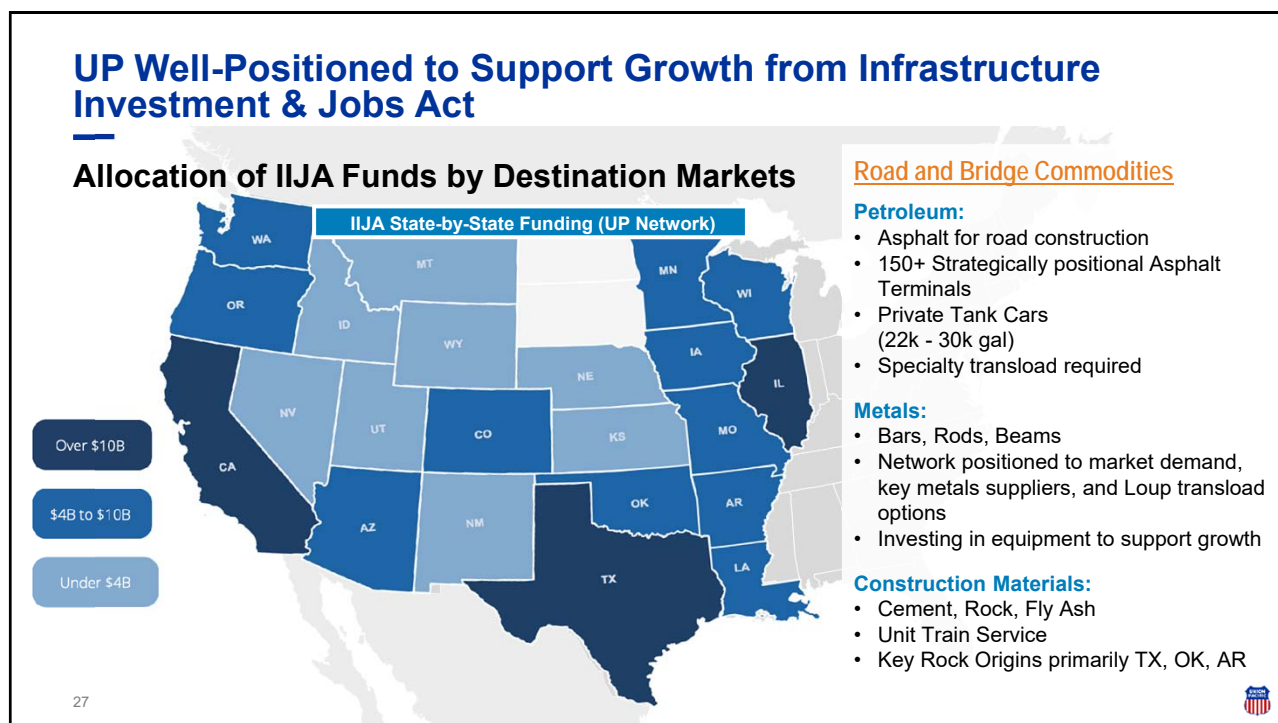 UP Well-Positioned to Support Growth from Infrastructure
Investment & Jobs Act
Allocation of IIJA Funds by Destination Markets
IIJA State-by-State Funding (UP Network)
WA
MT
OR
ID
WY
NV
UT
CO
CA
AZ
NM
NE
KS
OK
TX
MN
WI
IA
IL
MO
AR
LA
Over $10B
$4B to $10B
Under $4B
Road and Bridge Commodities
Petroleum:
• Asphalt for road construction
• 150+ Strategically positional Asphalt
Terminals
• Private Tank Cars
(22k - 30k gal)
• Specialty transload required
Metals:
• Bars, Rods, Beams
• Network positioned to market demand,
key metals suppliers, and Loup transload
options
• Investing in equipment to support growth
Construction Materials:
• Cement, Rock, Fly Ash
• Unit Train Service
• Key Rock Origins primarily TX, OK, AR
27
UNION
PACIFIC